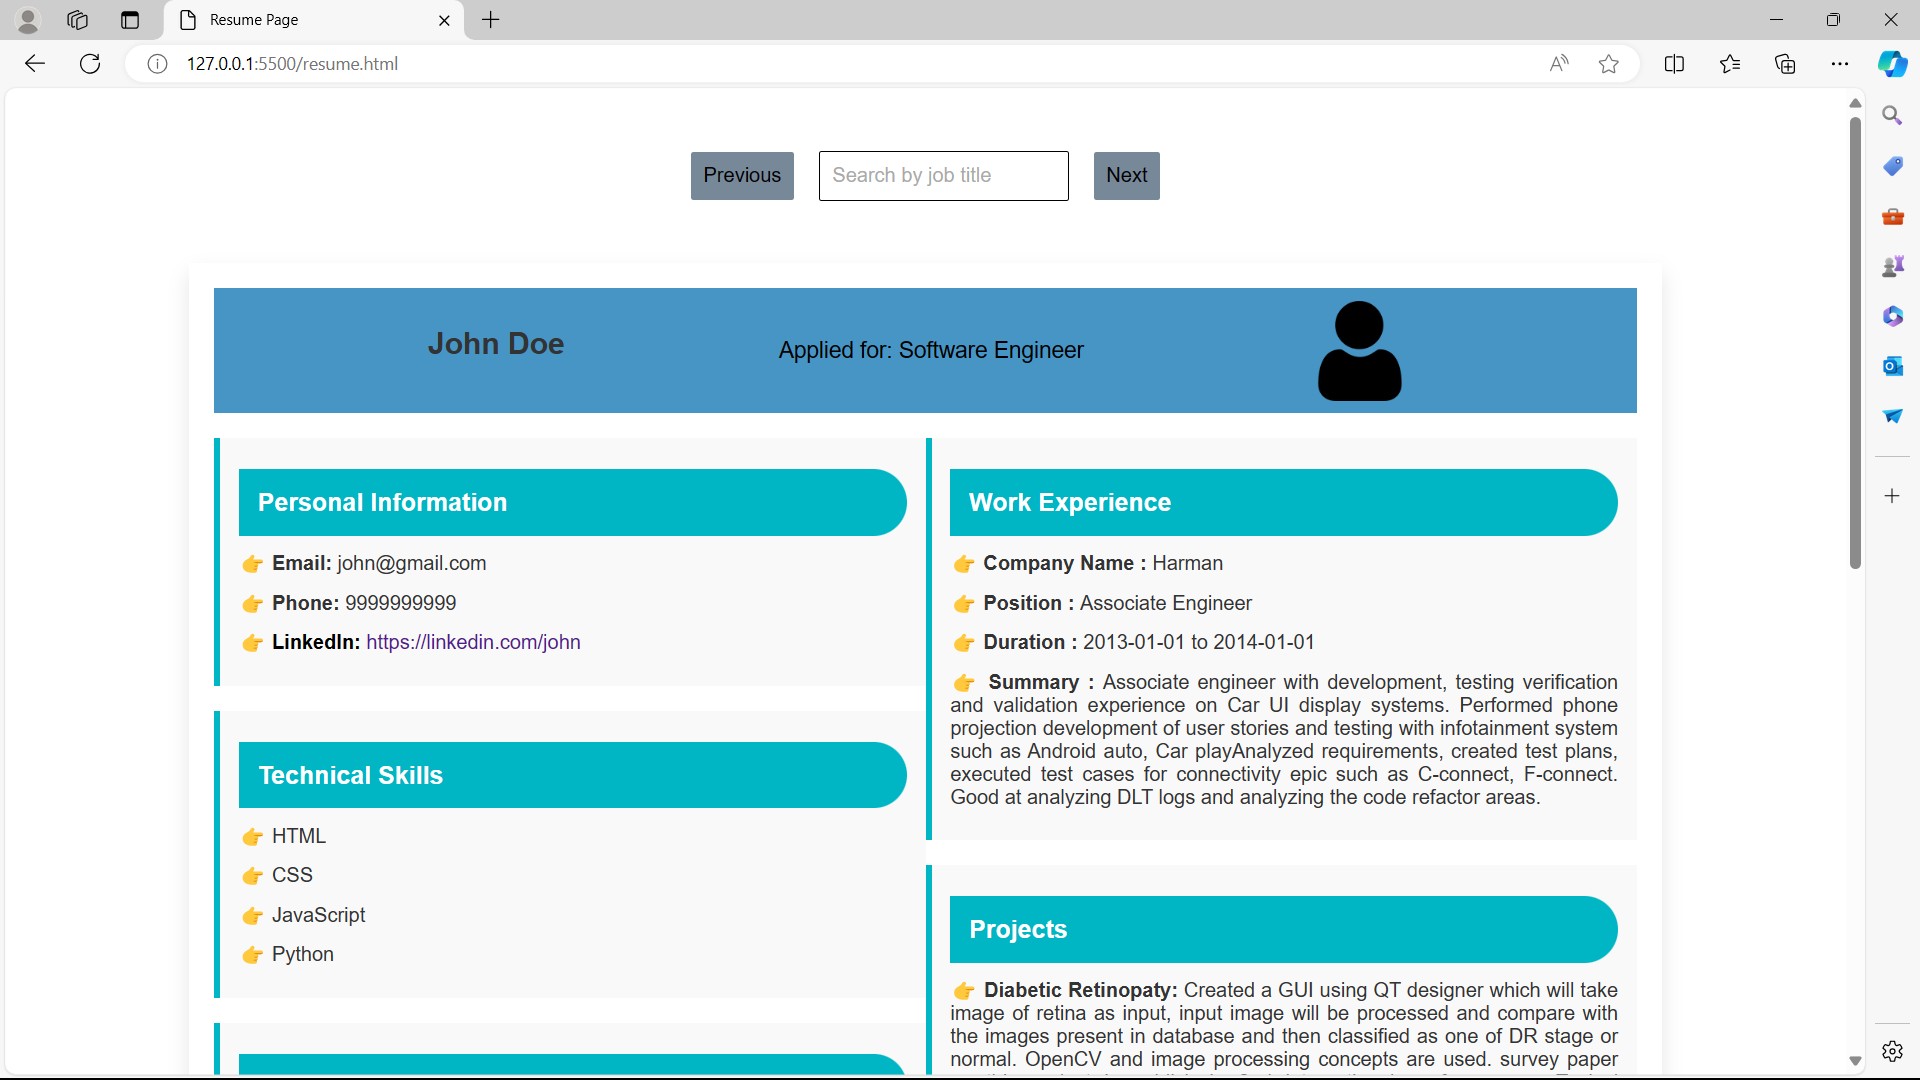 Resume Page
127.0.0.1:5500/resume.html
Previous
Search by job title
Next
John Doe
Applied for: Software Engineer
Personal Information
👉 Email: john@gmail.com
👉 Phone: 9999999999
👉 LinkedIn: https://linkedin.com/john
Technical Skills
👉 HTML
👉 CSS
👉 JavaScript
👉 Python
Work Experience
👉 Company Name : Harman
👉 Position : Associate Engineer
👉 Duration : 2013-01-01 to 2014-01-01
👉 Summary : Associate engineer with development, testing verification
and validation experience on Car UI display systems. Performed phone
projection development of user stories and testing with infotainment system
such as Android auto, Car playAnalyzed requirements, created test plans,
executed test cases for connectivity epic such as C-connect, F-connect.
Good at analyzing DLT logs and analyzing the code refactor areas.
Projects
👉 Diabetic Retinopaty: Created a GUI using QT designer which will take
image of retina as input, input image will be processed and compare with
the images present in database and then classified as one of DR stage or
normal. OpenCV and image processing concepts are used. survey paper